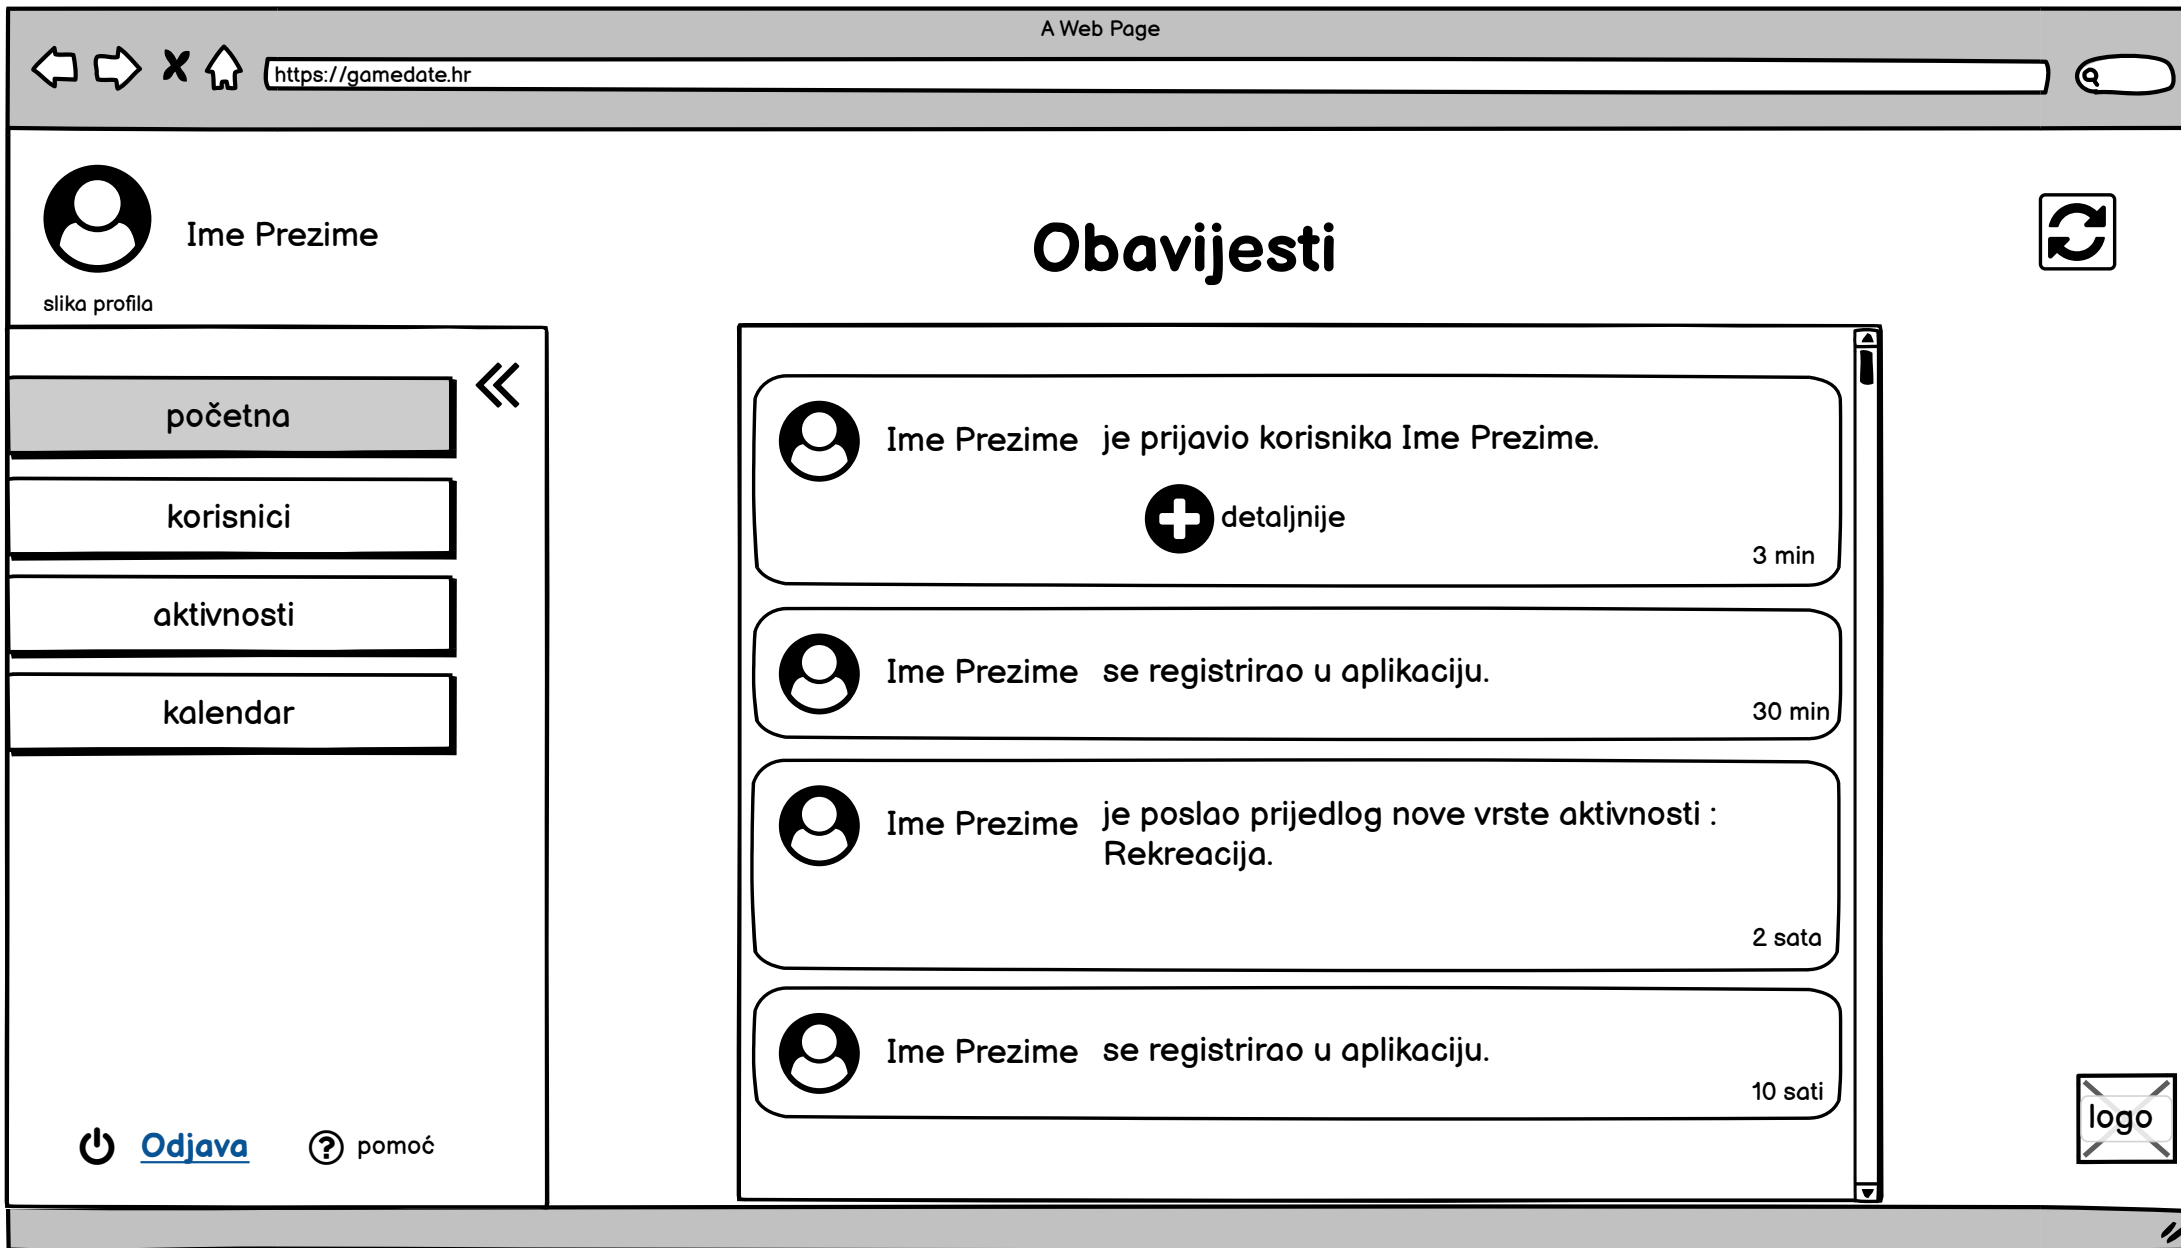 A Web Page
https://gamedate.hr
Ime Prezime
slika profila
Obavijesti
početna
korisnici
aktivnosti
kalendar
Odjava
pomoć
Ime Prezime je prijavio korisnika Ime Prezime.
detaljnije
3 min
Ime Prezime se registrirao u aplikaciju.
30 min
Ime Prezime je poslao prijedlog nove vrste aktivnosti :
Rekreacija.
2 sata
Ime Prezime se registrirao u aplikaciju.
10 sati
logo